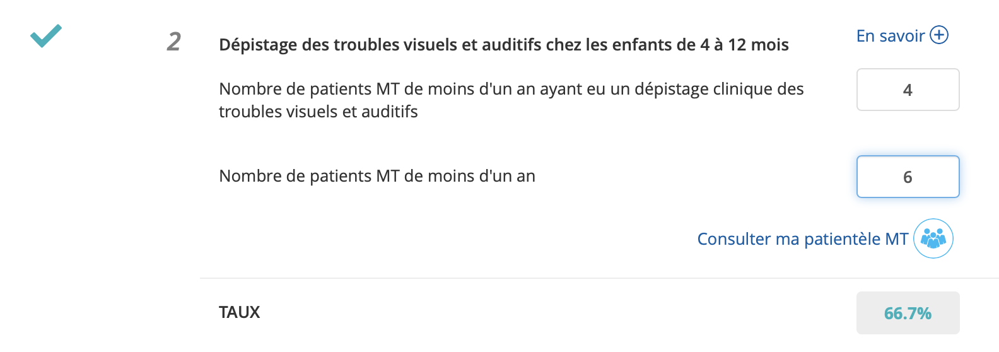 2
Dépistage des troubles visuels et auditifs chez les enfants de 4 à 12 mois
En savoir
Nombre de patients MT de moins d'un an ayant eu un dépistage clinique des
troubles visuels et auditifs
4
Nombre de patients MT de moins d'un an
6
Consulter ma patientèle MT
TAUX
66.7%